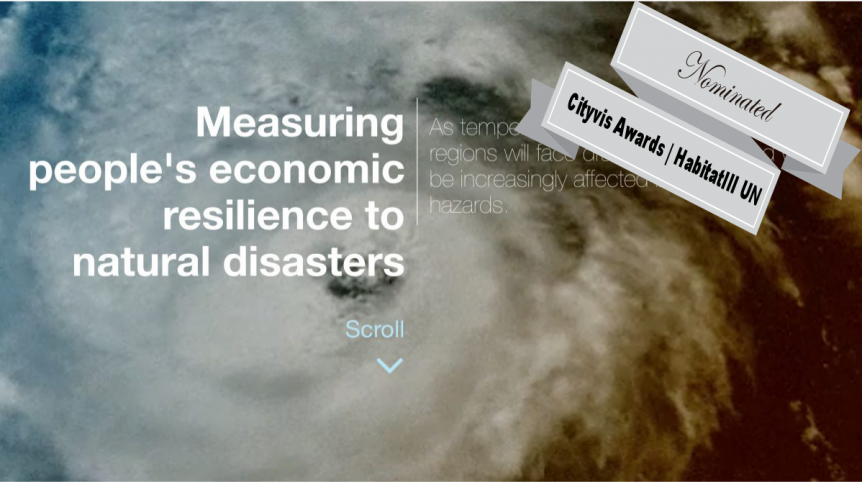 Measuring
people's economic
resilience to
natural disasters
As tempe
regions will face
be increasingly affected
hazards.
Scroll
Nominated
Cityvis Awards | HabitatIII UN